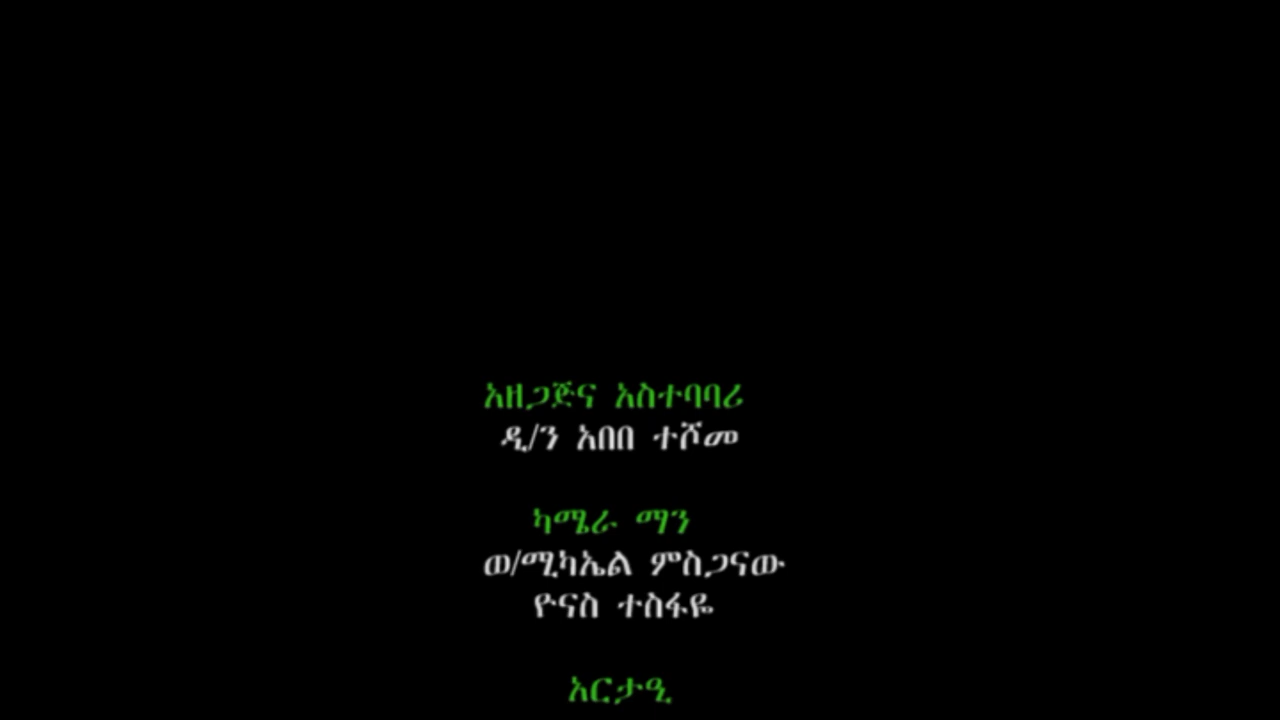 አዘጋጅና አስተባባሪ
ዲ/ን አበበ ተሾመ
ካሜራ ማን
ወ/ሚካኤል ምስጋናው
ዮናስ ተስፋዬ
አርታዒ